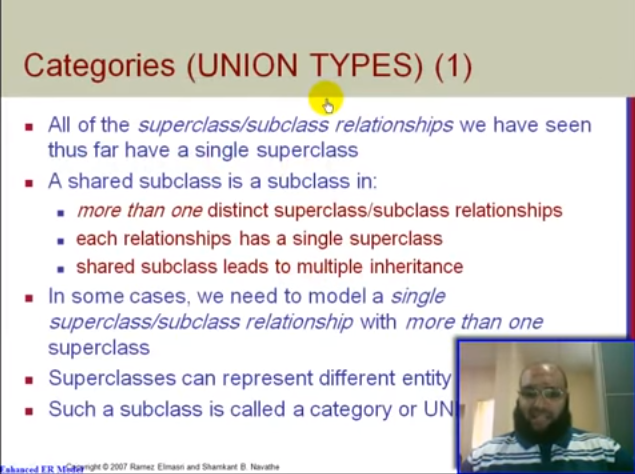 Categories (UNION TYPES) (1)
All of the superclass/subclass relationships we have seen
thus far have a single superclass
A shared subclass is a subclass in:
more than one distinct superclass/subclass relationships
each relationships has a single superclass
shared subclass leads to multiple inheritance
In some cases, we need to model a single
superclass/subclass relationship with more than one
superclass
Superclasses can represent different entity
Such a subclass is called a category or UN
Enhanced ER Model
Copyright © 2007 Ramez Elmasri and Shamkant B. Navathe